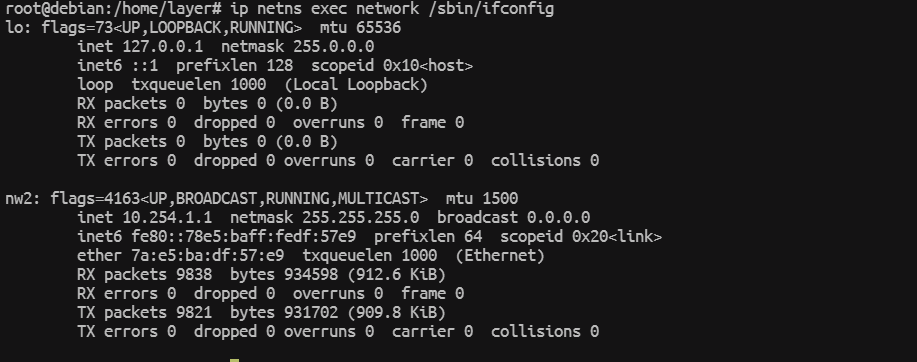 root@debian:/home/layer# ip netns exec network /sbin/ifconfig
lo: flags=73<UP,LOOPBACK,RUNNING>  mtu 65536
        inet 127.0.0.1  netmask 255.0.0.0
        inet6 ::1  prefixlen 128  scopeid 0x10<host>
        loop  txqueuelen 1000  (Local Loopback)
        RX packets 0  bytes 0 (0.0 B)
        RX errors 0  dropped 0  overruns 0  frame 0
        TX packets 0  bytes 0 (0.0 B)
        TX errors 0  dropped 0 overruns 0  carrier 0  collisions 0

nw2: flags=4163<UP,BROADCAST,RUNNING,MULTICAST>  mtu 1500
        inet 10.254.1.1  netmask 255.255.255.0  broadcast 0.0.0.0
        inet6 fe80::78e5:baff:fedf:57e9  prefixlen 64  scopeid 0x20<link>
        ether 7a:e5:ba:df:57:e9  txqueuelen 1000  (Ethernet)
        RX packets 9838  bytes 934598 (912.6 KiB)
        RX errors 0  dropped 0  overruns 0  frame 0
        TX packets 9821  bytes 931702 (909.8 KiB)
        TX errors 0  dropped 0 overruns 0  carrier 0  collisions 0